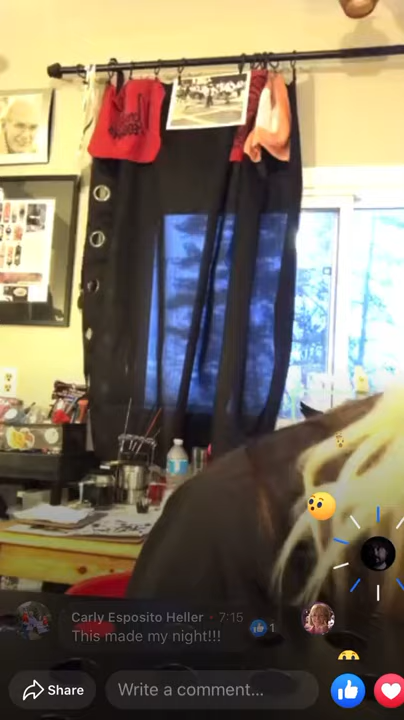 Carly Esposito Heller • 7:15
This made my night!!!
1
Share
Write a comment...